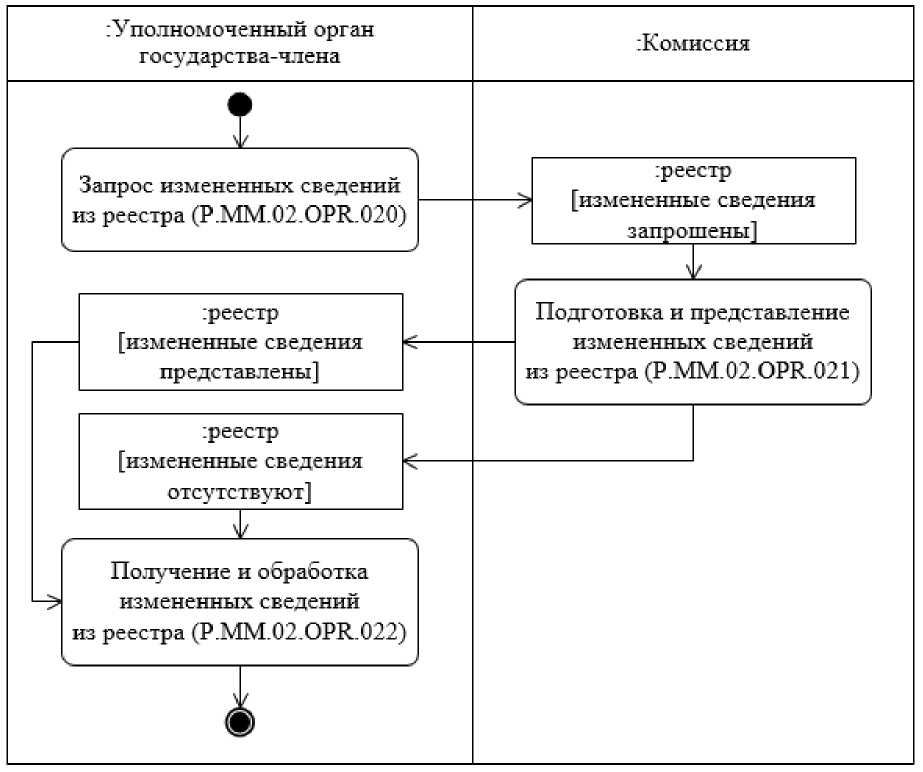 :Уполномоченный орган
государства-члена
:Комиссия
Запрос измененных сведений
из реестра (P.MM.02.OPR.020)
:реестр
[измененные сведения
запрошены]
Подготовка и представление
измененных сведений
из реестра (P.MM.02.OPR.021)
:реестр
[измененные сведения
представлены]
:реестр
[измененные сведения
отсутствуют]
Получение и обработка
измененных сведений
из реестра (P.MM.02.OPR.022)